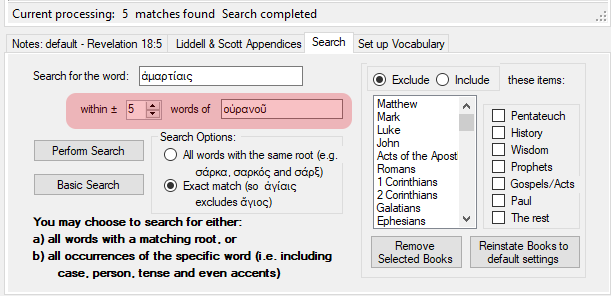 Current processing: 5 matches found Search completed
Notes: default - Revelation 18:5
Liddell & Scott Appendices
Search
Set up Vocabulary
Search for the word:
ἁμαρτίαις
within ±
5
words of
οὐρανοῦ
Perform Search
Basic Search
Search Options:
All words with the same root (e.g.
σάρκα, σαρκός and σάρξ)
Exact match (so ἁγίαις
excludes ἅγιος)
You may choose to search for either:
a) all words with a matching root, or
b) all occurrences of the specific word (i.e. including
case, person, tense and even accents)
Exclude
Include
these items:
Matthew
Mark
Luke
John
Acts of the Apost
Romans
1 Corinthians
2 Corinthians
Galatians
Ephesians
Pentateuch
History
Wisdom
Prophets
Gospels/Acts
Paul
The rest
Remove
Selected Books
Reinstate Books to
default settings